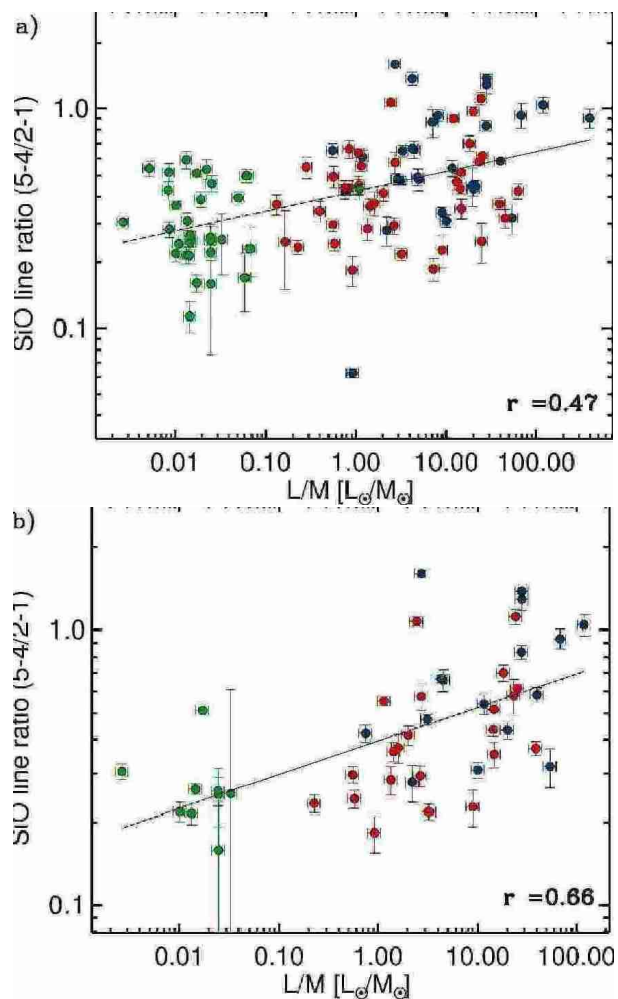 a)
SiO line ratio (5-4/2-1)
1.0
0.1
0.01 0.10 1.00 10.00 100.00
r =0.47
L/M [L⊙/M⊙]
b)
SiO line ratio (5-4/2-1)
1.0
0.1
0.01 0.10 1.00 10.00 100.00
r =0.66
L/M [L⊙/M⊙]